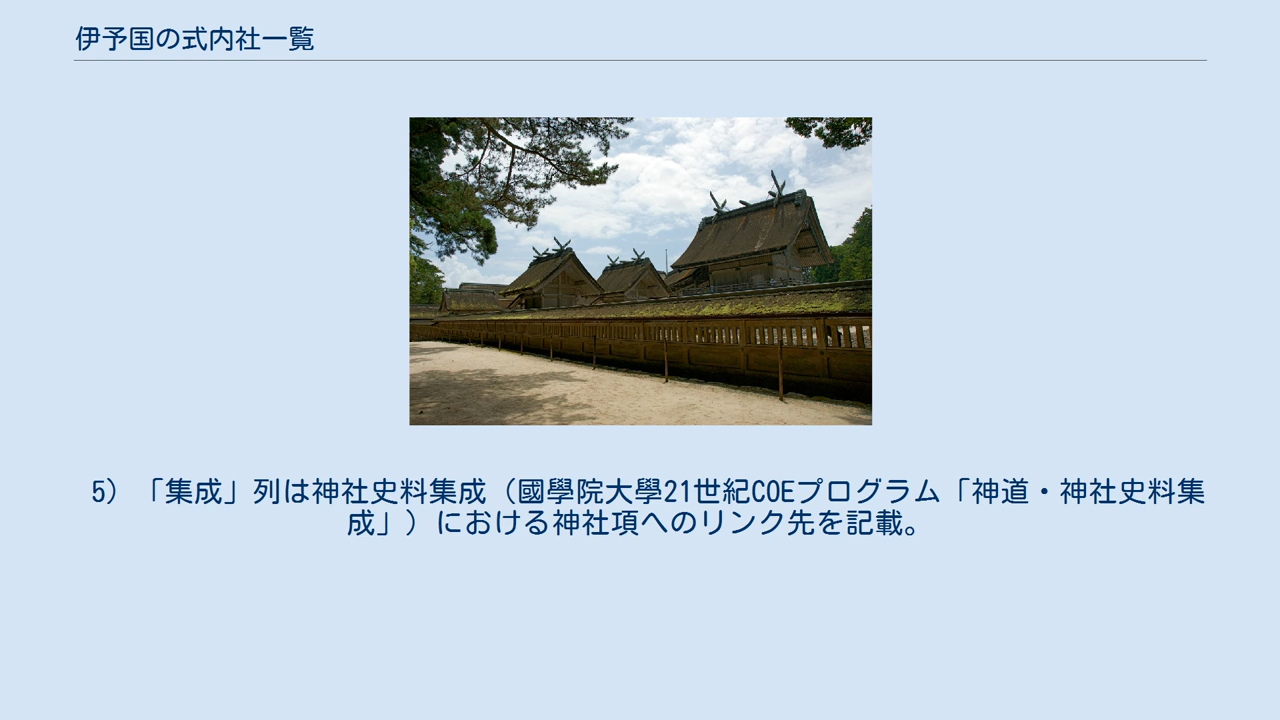 伊予国の式内社一覧
5）「集成」列は神社史料集成（國學院大學21世紀COEプログラム「神道・神社史料集
成」）における神社項へのリンク先を記載。